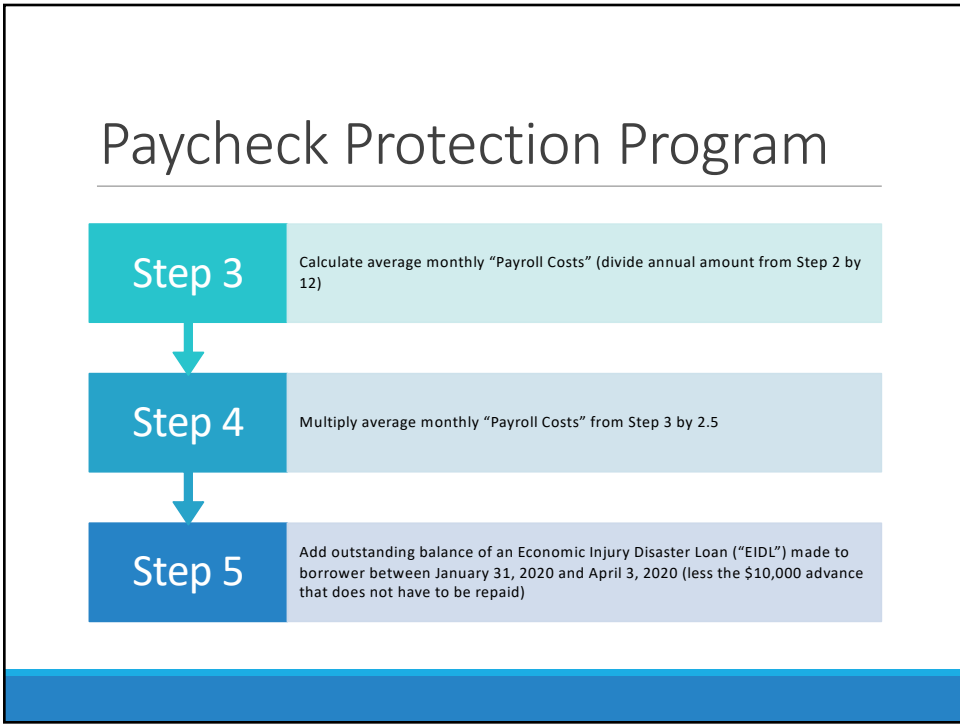 Paycheck Protection Program
Step 3
Calculate average monthly “Payroll Costs” (divide annual amount from Step 2 by
12)
Step 4
Multiply average monthly “Payroll Costs” from Step 3 by 2.5
Step 5
Add outstanding balance of an Economic Injury Disaster Loan (“EIDL”) made to
borrower between January 31, 2020 and April 3, 2020 (less the $10,000 advance
that does not have to be repaid)